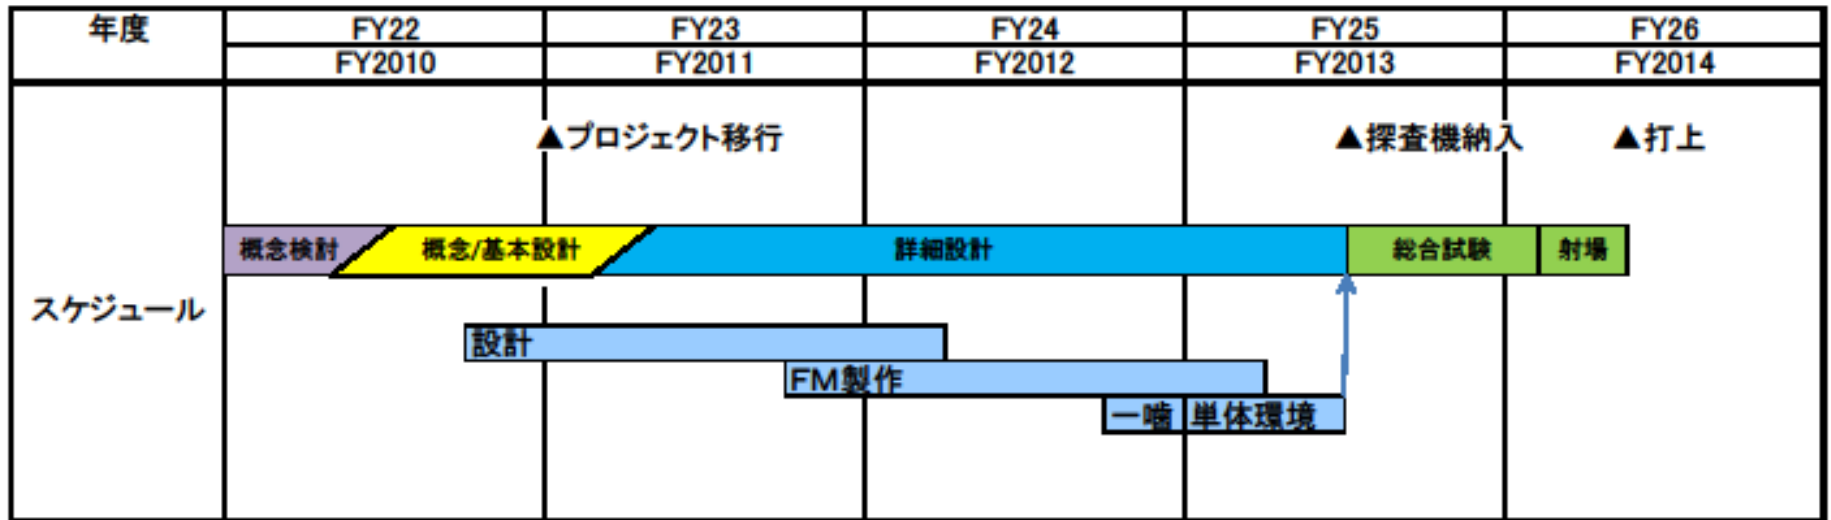 年度 FY22 FY23 FY24 FY25 FY26
FY2010 FY2011 FY2012 FY2013 FY2014
▲プロジェクト移行 ▲探査機納入 ▲打上
概念検討 概念/基本設計 詳細設計 総合試験 射場
スケジュール
設計
FM製作
一噛 単体環境